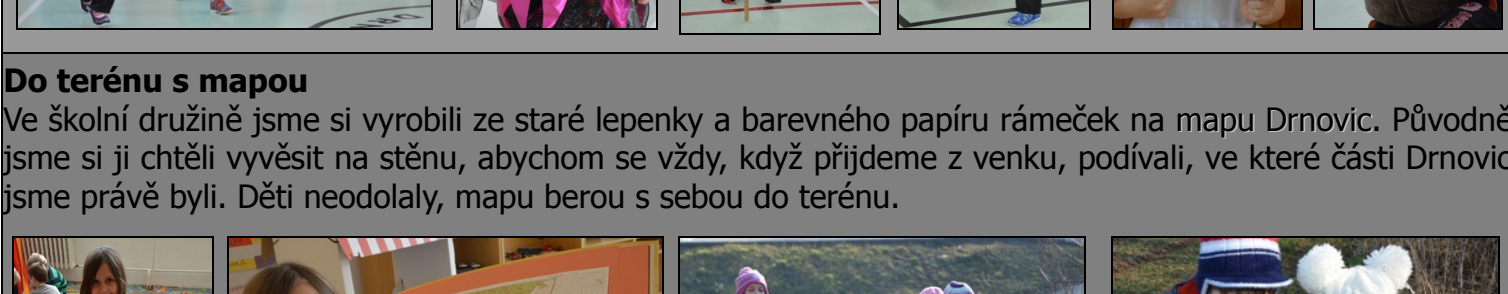 Do terénu s mapou
Ve školní družině jsme si vyrobili ze staré lepenky a barevného papíru rámeček na mapu Drnovic. Původně
jsme si ji chtěli vyvěsit na stěnu, abychom se vždy, když přijdeme z venku, podívali, ve které části Drnovic
jsme právě byli. Děti neodolaly, mapu berou s sebou do terénu.